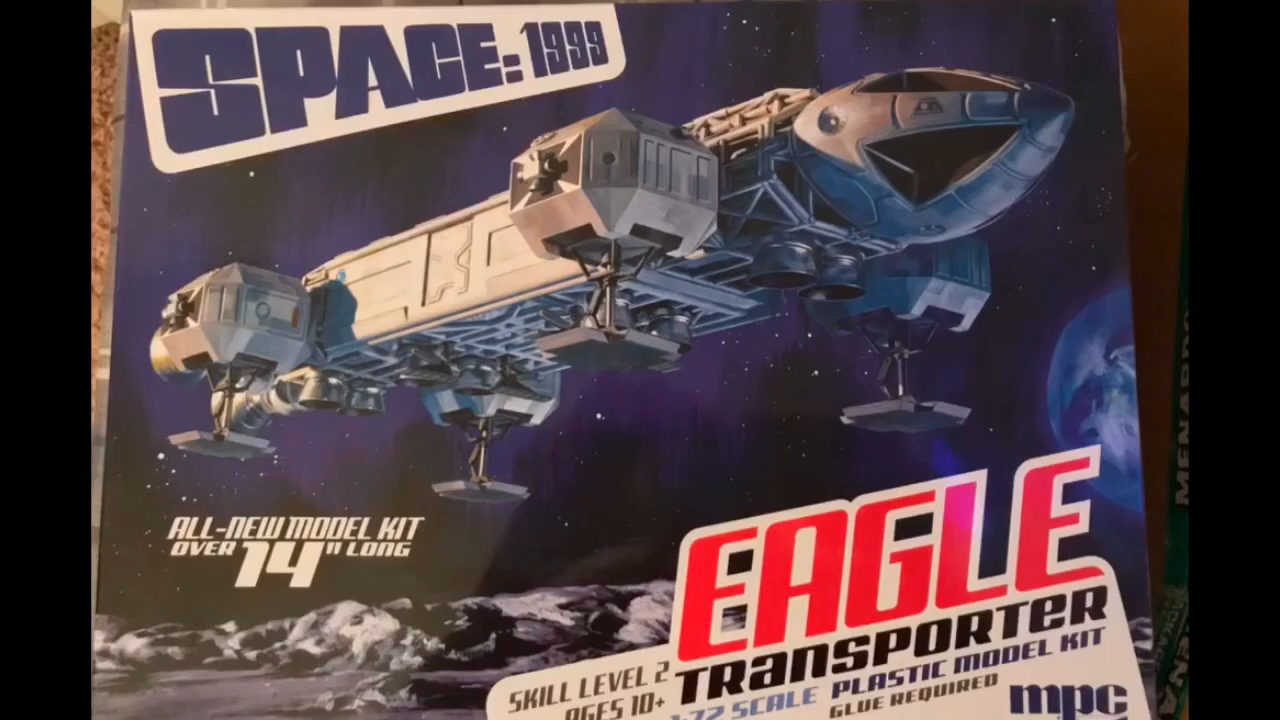 SPACE: 1999
ALL-NEW MODEL KIT
OVER 14" LONG
EAGLE
TRANSPORTER
SKILL LEVEL 2
AGES 10+
1:72 SCALE PLASTIC MODEL KIT
GLUE REQUIRED
mpc
MENARDS